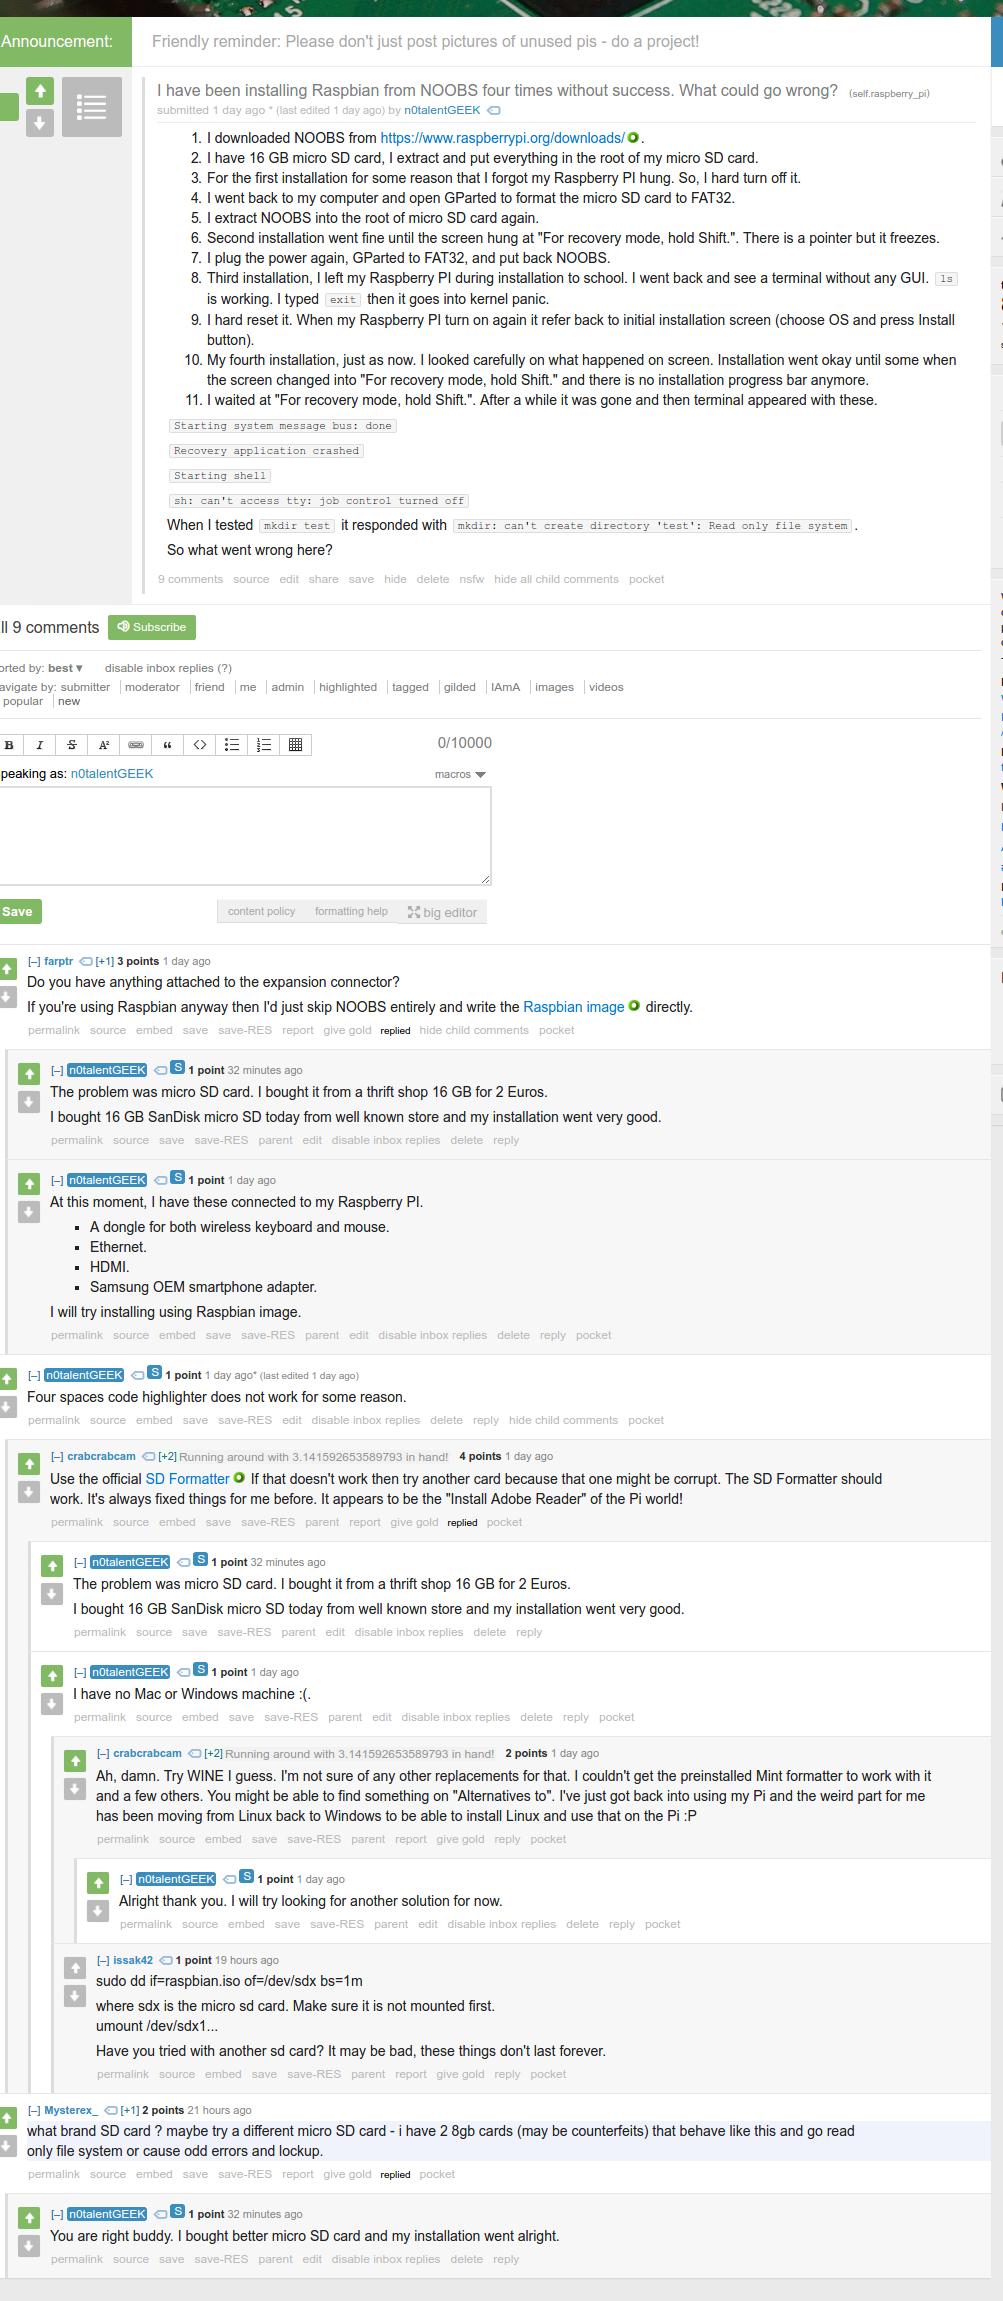 Announcement:
Friendly reminder: Please don't just post pictures of unused pis - do a project!
I have been installing Raspbian from NOOBS four times without success. What could go wrong? (self.raspberry_pi)
submitted 1 day ago * (last edited 1 day ago) by n0talentGEEK
1. I downloaded NOOBS from https://www.raspberrypi.org/downloads/ .
2. I have 16 GB micro SD card, I extract and put everything in the root of my micro SD card.
3. For the first installation for some reason that I forgot my Raspberry PI hung. So, I hard turn off it.
4. I went back to my computer and open GParted to format the micro SD card to FAT32.
5. I extract NOOBS into the root of micro SD card again.
6. Second installation went fine until the screen hung at "For recovery mode, hold Shift.". There is a pointer but it freezes.
7. I plug the power again, GParted to FAT32, and put back NOOBS.
8. Third installation, I left my Raspberry PI during installation to school. I went back and see a terminal without any GUI. ls
is working. I typed exit then it goes into kernel panic.
9. I hard reset it. When my Raspberry PI turn on again it refer back to initial installation screen (choose OS and press Install
button).
10. My fourth installation, just as now. I looked carefully on what happened on screen. Installation went okay until some when
the screen changed into "For recovery mode, hold Shift." and there is no installation progress bar anymore.
11. I waited at "For recovery mode, hold Shift.". After a while it was gone and then terminal appeared with these.
Starting system message bus: done
Recovery application crashed
Starting shell
sh: can't access tty: job control turned off
When I tested mkdir test it responded with mkdir: can't create directory 'test': Read only file system .
So what went wrong here?
9 comments source edit share save hide delete nsfw hide all child comments pocket
ll 9 comments Subscribe
orted by: best ▾ disable inbox replies (?)
avigate by: submitter moderator friend me admin highlighted tagged gilded IAmA images videos
popular new
B I S A² “ <> 0/10000
peaking as: n0talentGEEK macros
Save content policy formatting help big editor
[–] farptr [+1] 3 points 1 day ago
Do you have anything attached to the expansion connector?
If you're using Raspbian anyway then I'd just skip NOOBS entirely and write the Raspbian image directly.
permalink source embed save save-RES report give gold replied hide child comments pocket
[–] n0talentGEEK S 1 point 32 minutes ago
The problem was micro SD card. I bought it from a thrift shop 16 GB for 2 Euros.
I bought 16 GB SanDisk micro SD today from well known store and my installation went very good.
permalink source save save-RES parent edit disable inbox replies delete reply
[–] n0talentGEEK S 1 point 1 day ago
At this moment, I have these connected to my Raspberry PI.
▪ A dongle for both wireless keyboard and mouse.
▪ Ethernet.
▪ HDMI.
▪ Samsung OEM smartphone adapter.
I will try installing using Raspbian image.
permalink source embed save save-RES parent edit disable inbox replies delete reply pocket
[–] n0talentGEEK S 1 point 1 day ago* (last edited 1 day ago)
Four spaces code highlighter does not work for some reason.
permalink source embed save save-RES edit disable inbox replies delete reply hide child comments pocket
[–] crabcrabcam [+2] Running around with 3.141592653589793 in hand! 4 points 1 day ago
Use the official SD Formatter If that doesn't work then try another card because that one might be corrupt. The SD Formatter should
work. It's always fixed things for me before. It appears to be the "Install Adobe Reader" of the Pi world!
permalink source embed save save-RES parent report give gold replied pocket
[–] n0talentGEEK S 1 point 32 minutes ago
The problem was micro SD card. I bought it from a thrift shop 16 GB for 2 Euros.
I bought 16 GB SanDisk micro SD today from well known store and my installation went very good.
permalink source save save-RES parent edit disable inbox replies delete reply
[–] n0talentGEEK S 1 point 1 day ago
I have no Mac or Windows machine :(.
permalink source embed save save-RES parent edit disable inbox replies delete reply pocket
[–] crabcrabcam [+2] Running around with 3.141592653589793 in hand! 2 points 1 day ago
Ah, damn. Try WINE I guess. I'm not sure of any other replacements for that. I couldn't get the preinstalled Mint formatter to work with it
and a few others. You might be able to find something on "Alternatives to". I've just got back into using my Pi and the weird part for me
has been moving from Linux back to Windows to be able to install Linux and use that on the Pi :P
permalink source embed save save-RES parent report give gold reply pocket
[–] n0talentGEEK S 1 point 1 day ago
Alright thank you. I will try looking for another solution for now.
permalink source embed save save-RES parent edit disable inbox replies delete reply pocket
[–] issak42 1 point 19 hours ago
sudo dd if=raspbian.iso of=/dev/sdx bs=1m
where sdx is the micro sd card. Make sure it is not mounted first.
umount /dev/sdx1...
Have you tried with another sd card? It may be bad, these things don't last forever.
permalink source embed save save-RES parent report give gold reply pocket
[–] Mysterex_ [+1] 2 points 21 hours ago
what brand SD card ? maybe try a different micro SD card - i have 2 8gb cards (may be counterfeits) that behave like this and go read
only file system or cause odd errors and lockup.
permalink source embed save save-RES report give gold replied pocket
[–] n0talentGEEK S 1 point 32 minutes ago
You are right buddy. I bought better micro SD card and my installation went alright.
permalink source save save-RES parent edit disable inbox replies delete reply